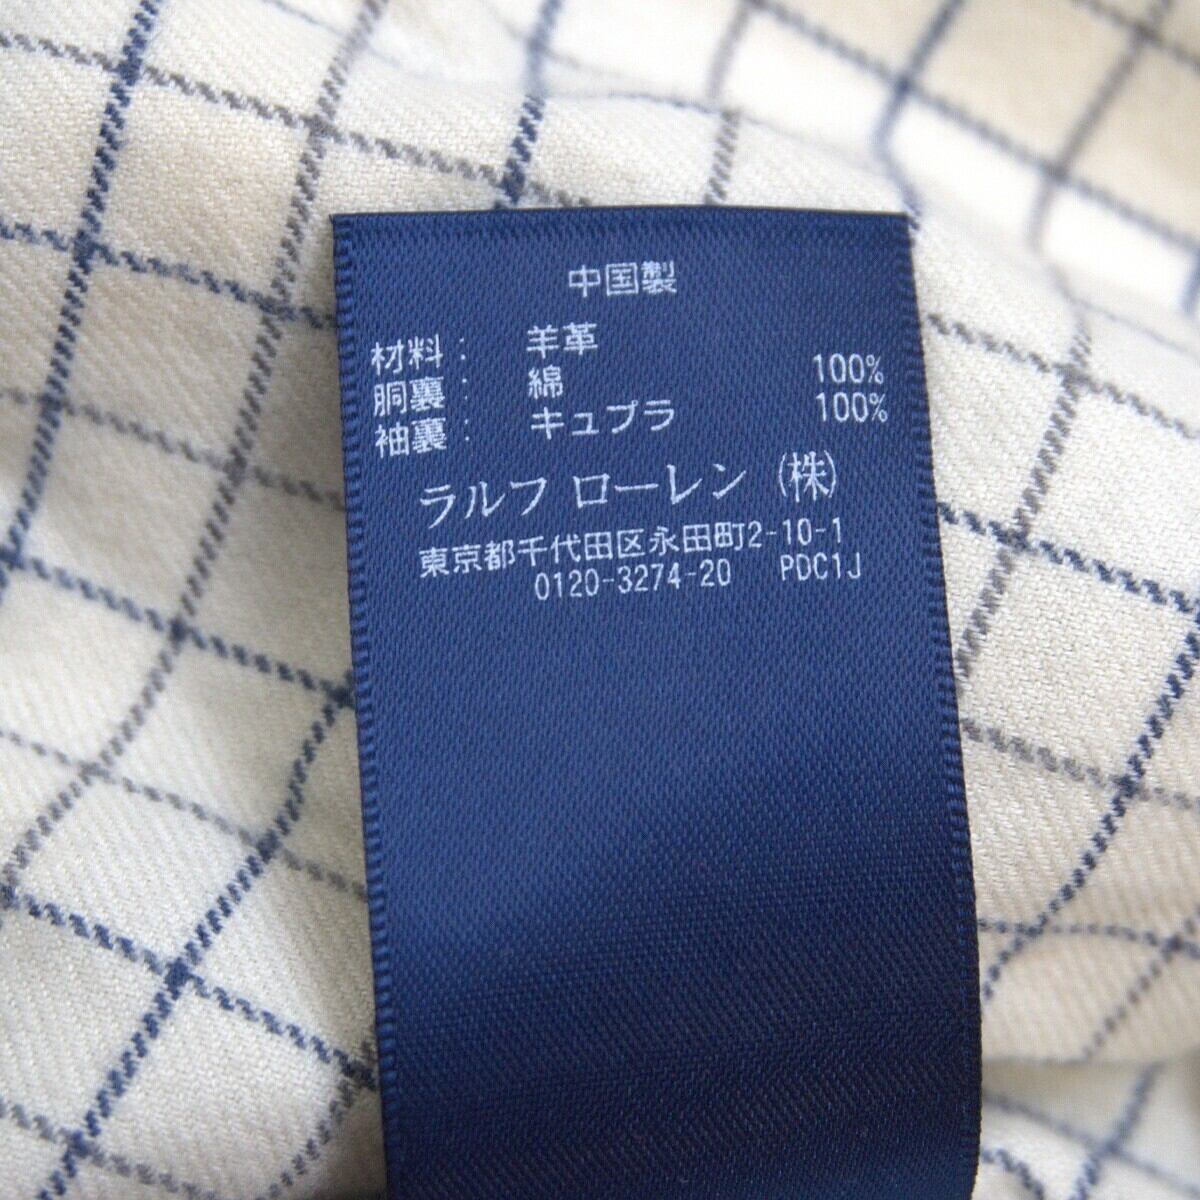 中国製
材料： 羊革
胴裏： 綿 100%
袖裏： キュプラ 100%
ラルフ ローレン (株)
東京都千代田区永田町2-10-1
0120-3274-20 PDC1J